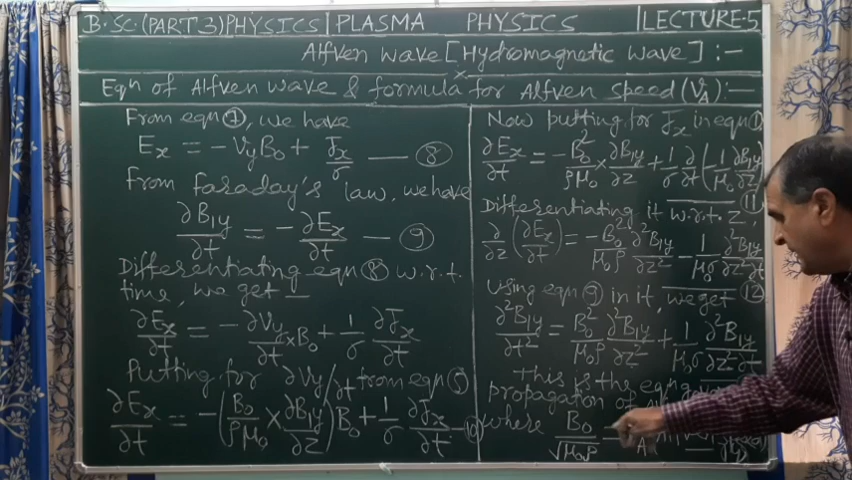 B.Sc.(PART 3) PHYSICS | PLASMA PHYSICS | LECTURE-5
Alfven wave [Hydromagnetic wave] :-
Eqn of Alfven wave & formula for Alfven speed (V_A) :-
From eqn (7), we have
E_x = - V_y B_0 + J_x/σ — (8)
From faraday's law, we have
∂B_1y/∂t = - ∂E_x/∂t — (9)
Differentiating eqn (8) w.r.t.
time, we get —
∂E_x/∂t = - ∂V_y/∂t × B_0 + 1/σ ∂J_x/∂t
Putting for ∂V_y/∂t from eqn (5)
∂E_x/∂t = -(B_0/ρμ_0 × ∂B_1y/∂z) B_0 + 1/σ ∂J_x/∂t — (10)
Now putting for J_x in eqn
∂E_x/∂t = - B_0²/ρμ_0 × ∂B_1y/∂z + 1/σ ∂/∂t (- 1/μ_0 ∂B_1y/∂z) — (11)
Differentiating it w.r.t. z,
∂/∂z (∂E_x/∂t) = - B_0²/μ_0ρ ∂²B_1y/∂z² - 1/μ_0σ ∂²B_1y/∂z²∂t — (12)
Using eqn (9) in it, we get
∂²B_1y/∂t² = B_0²/μ_0ρ ∂²B_1y/∂z² + 1/μ_0σ ∂²B_1y/∂z²∂t
This is the eqn
propagation of
where B_0/√μ_0ρ =